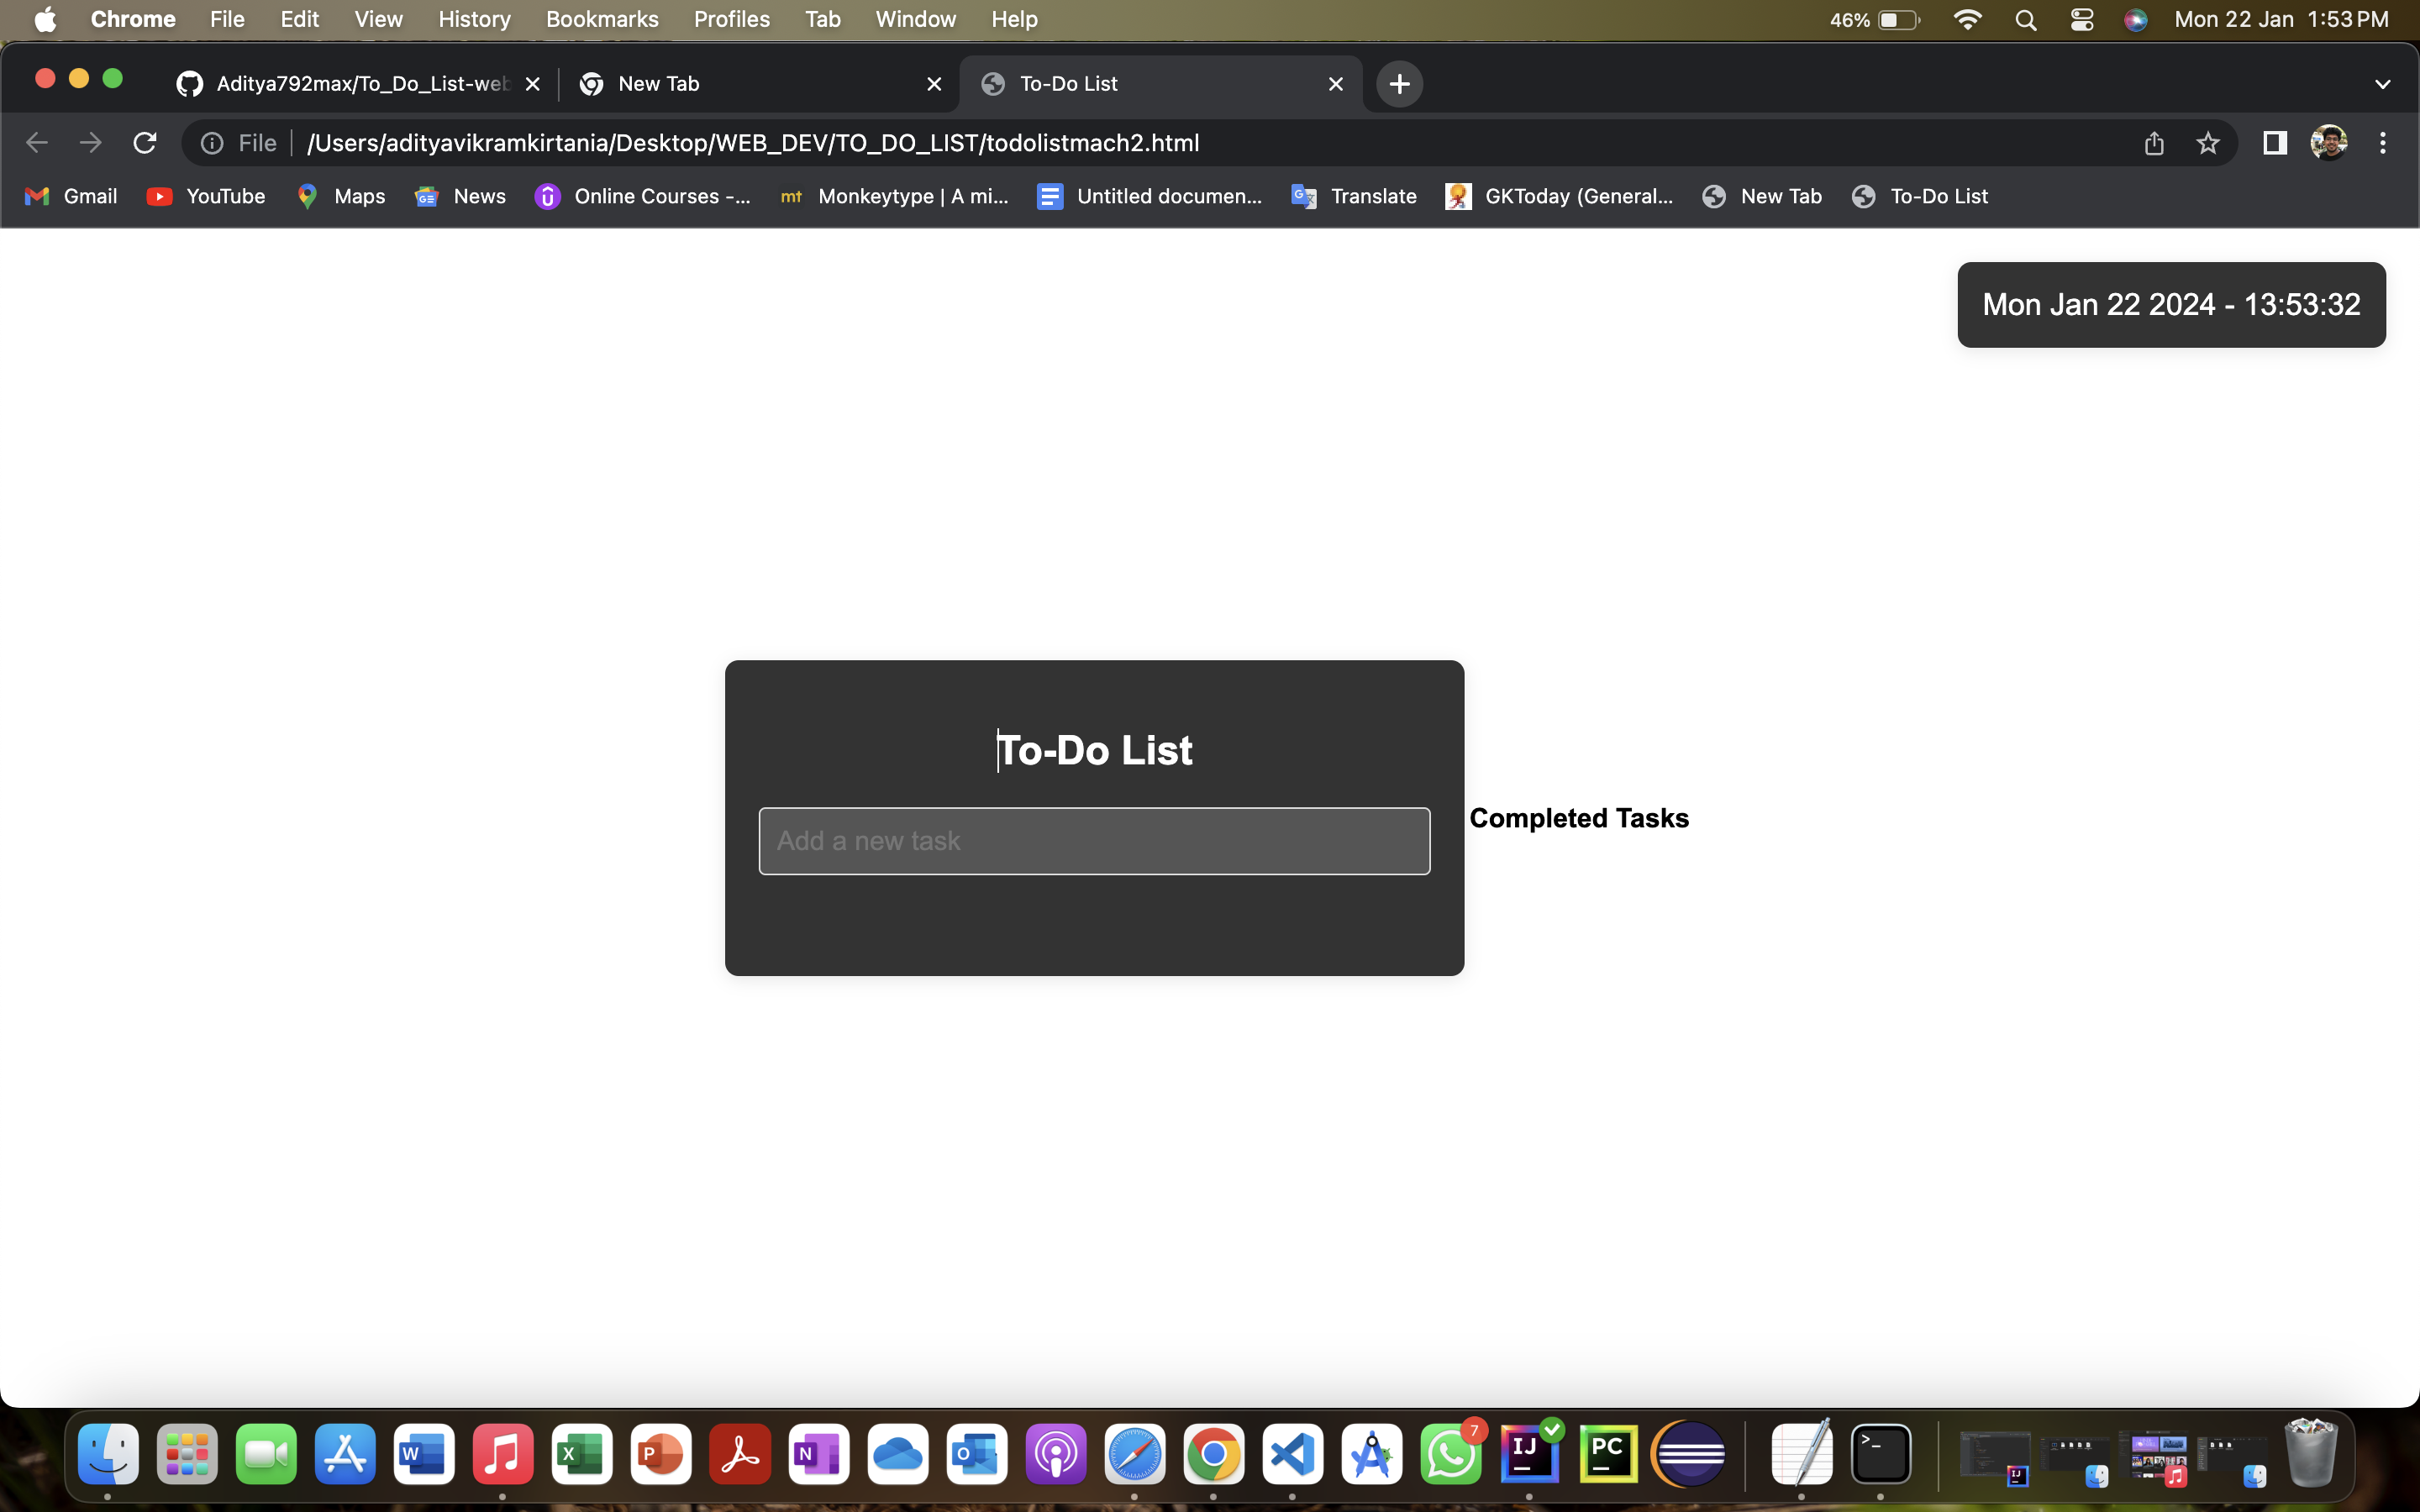 Chrome File Edit View History Bookmarks Profiles Tab Window Help 46% Mon 22 Jan 1:53 PM
Aditya792max/To_Do_List-web New Tab To-Do List
File /Users/adityavikramkirtania/Desktop/WEB_DEV/TO_DO_LIST/todolistmach2.html
Gmail YouTube Maps News Online Courses -... mt Monkeytype | A mi... Untitled documen... Translate GKToday (General... New Tab To-Do List
Mon Jan 22 2024 - 13:53:32
To-Do List
Add a new task
Completed Tasks
W X P N O 7 IJ PC >_